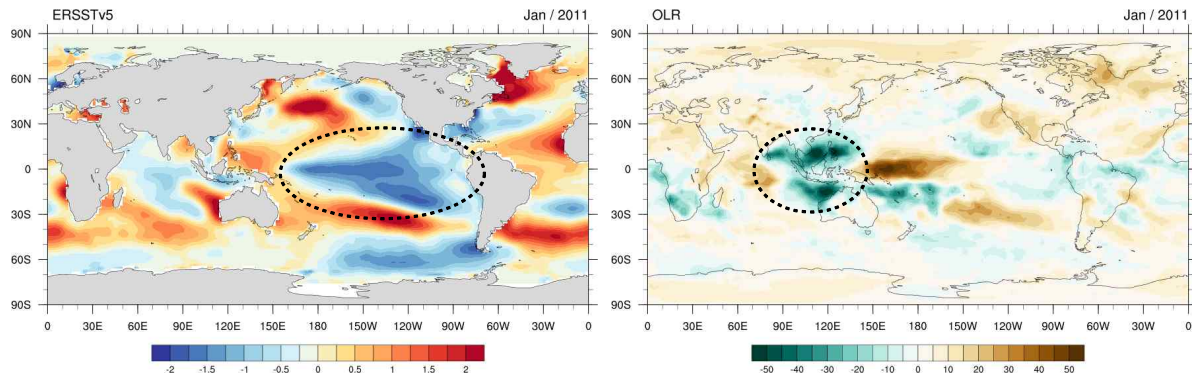 ERSSTv5
Jan / 2011
90N
60N
30N
0
30S
60S
90S
0
30E
60E
90E
120E
150E
180
150W
120W
90W
60W
30W
0
-2
-1.5
-1
-0.5
0
0.5
1
1.5
2
OLR
Jan / 2011
90N
60N
30N
0
30S
60S
90S
0
30E
60E
90E
120E
150E
180
150W
120W
90W
60W
30W
0
-50
-40
-30
-20
-10
0
10
15
20
30
40
50